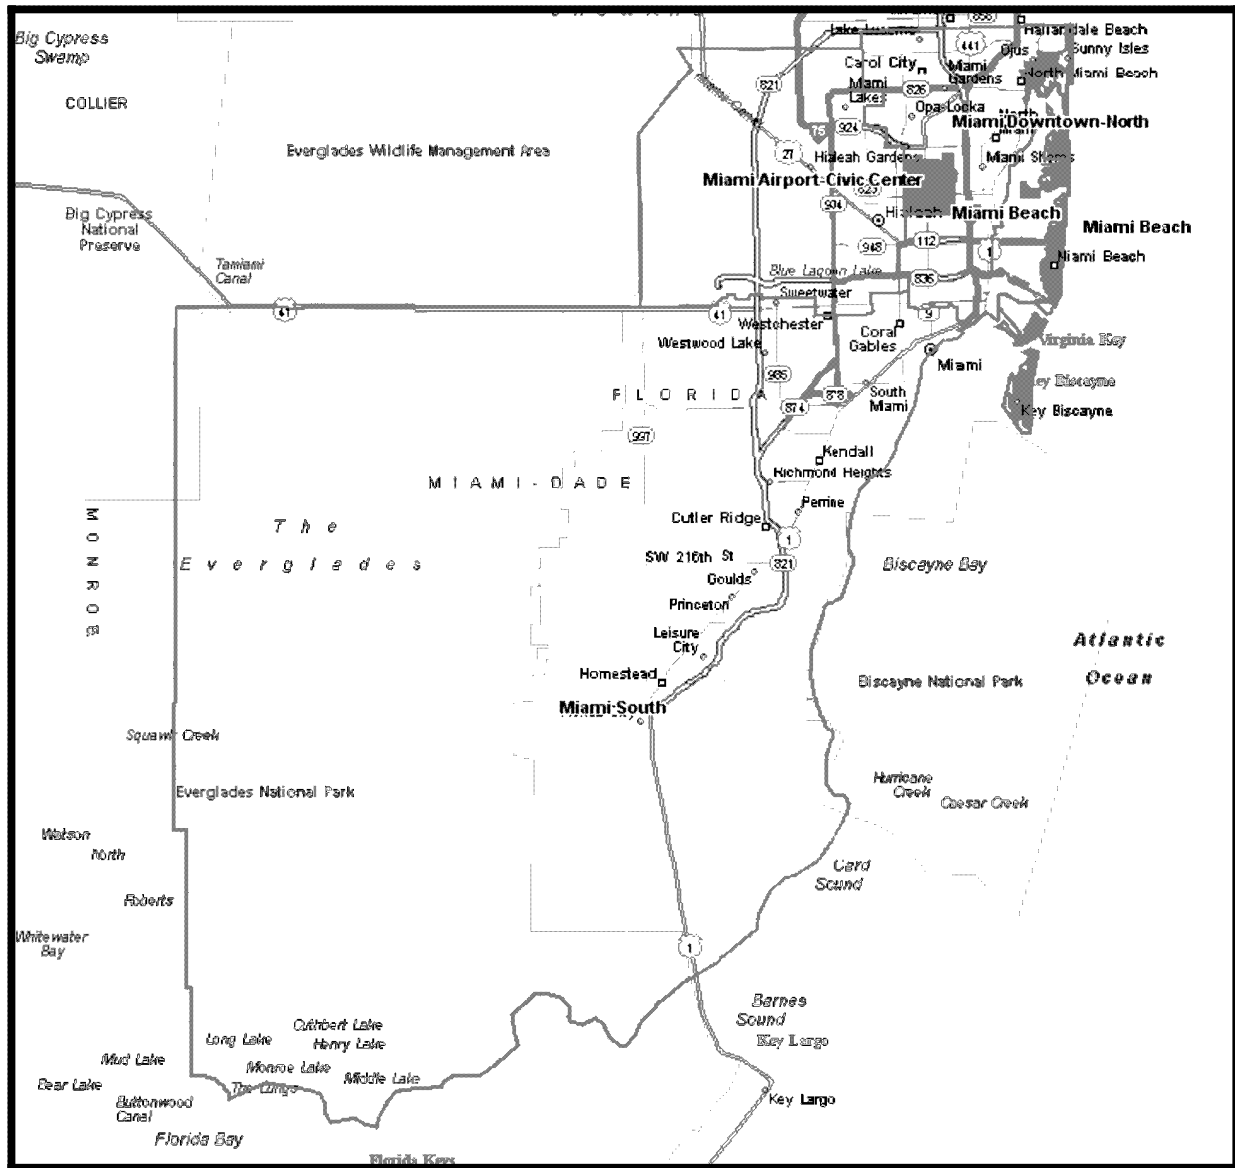 Big Cypress
Swamp
Lake Lucerne
441
Hallandale Beach
Ojus
Sunny Isles
Carol City
Miami
Gardens
North Miami Beach
COLLIER
821
Miami
Lakes
826
Opa-Locka
Miami Downtown-North
75
924
Everglades Wildlife Management Area
27
Hialeah Gardens
Miami Shores
Miami Airport-Civic Center
934
Hialeah
Miami Beach
Miami Beach
Big Cypress
National
Preserve
948
112
1
Miami Beach
Tamiami
Canal
Blue Lagoon Lake
836
Sweetwater
41
41
Westchester
9
Coral
Gables
Virginia Key
Westwood Lake
Miami
985
Key Biscayne
FLORIDA
874
878
South
Miami
Key Biscayne
997
Kendall
Richmond Heights
MIAMI-DADE
Perrine
MONROE
The
Everglades
Cutler Ridge
1
SW 216th St
821
Biscayne Bay
Goulds
Princeton
Leisure
City
Atlantic
Ocean
Homestead
Biscayne National Park
Miami-South
Squawk Creek
Everglades National Park
Hurricane
Creek
Caesar Creek
Watson
North
Card
Sound
Roberts
Whitewater
Bay
1
Barnes
Sound
Key Largo
Cuthbert Lake
Long Lake
Henry Lake
Mud Lake
Monroe Lake
Middle Lake
Bear Lake
The Lungs
Buttonwood
Canal
Key Largo
Florida Bay
Florida Keys